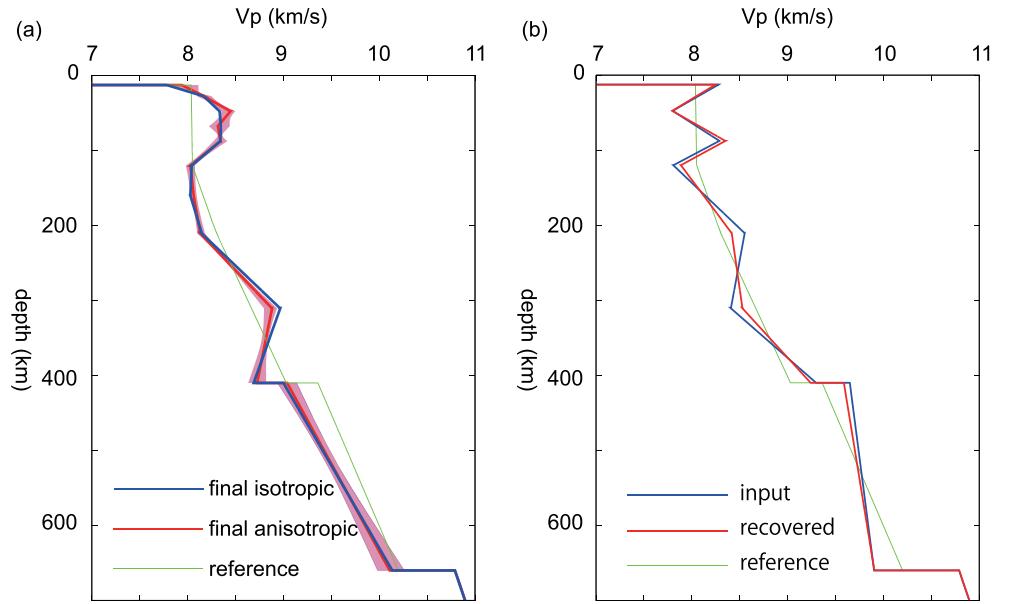 (a)
Vp (km/s)
7 8 9 10 11
0
200
400
600
depth (km)
final isotropic
final anisotropic
reference
(b)
Vp (km/s)
7 8 9 10 11
0
200
400
600
depth (km)
input
recovered
reference